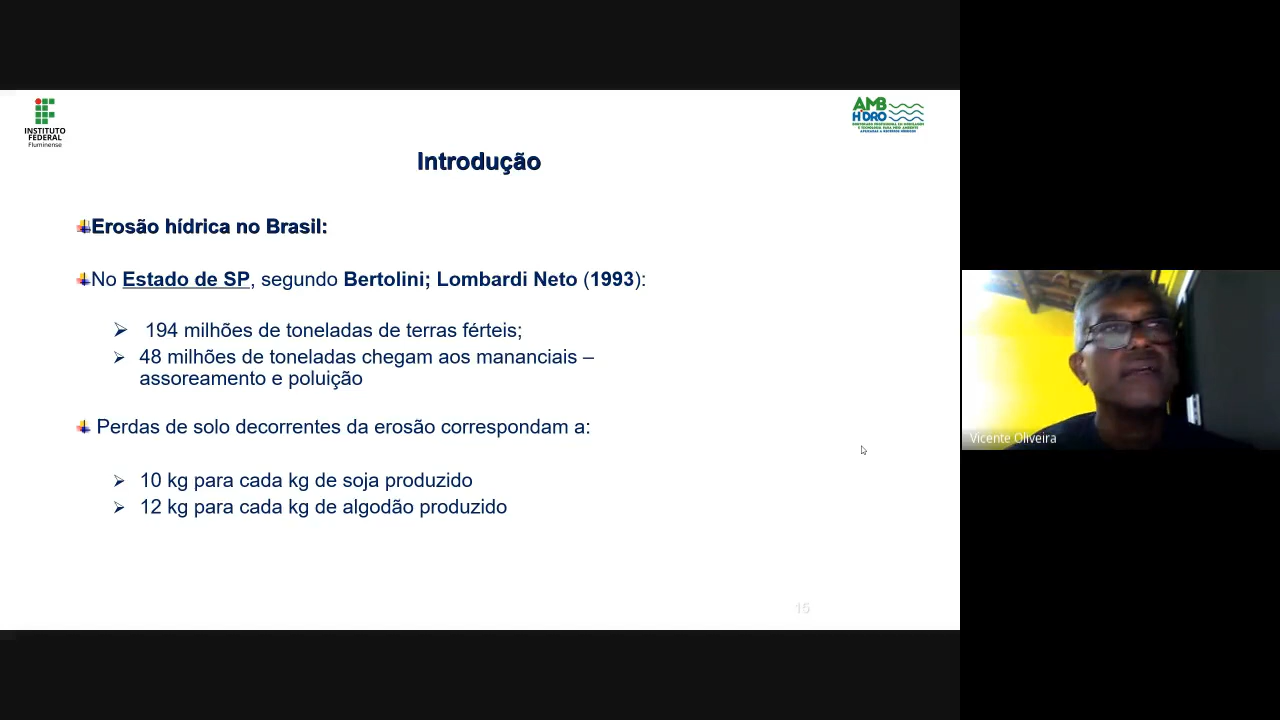 INSTITUTO
FEDERAL
Fluminense
AMB
HIDRO
Introdução
Erosão hídrica no Brasil:
No Estado de SP, segundo Bertolini; Lombardi Neto (1993):
194 milhões de toneladas de terras férteis;
48 milhões de toneladas chegam aos mananciais –
assoreamento e poluição
Perdas de solo decorrentes da erosão correspondam a:
10 kg para cada kg de soja produzido
12 kg para cada kg de algodão produzido
15
Vicente Oliveira